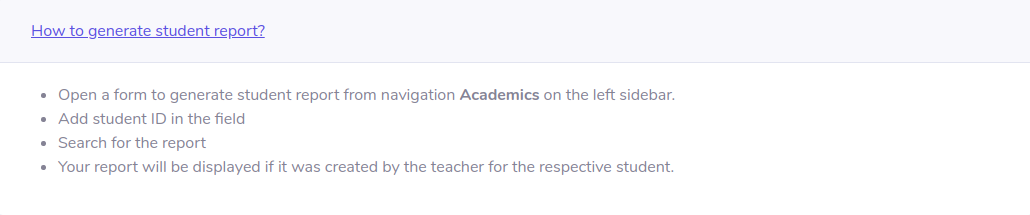 How to generate student report?
Open a form to generate student report from navigation Academics on the left sidebar.
Add student ID in the field
Search for the report
Your report will be displayed if it was created by the teacher for the respective student.